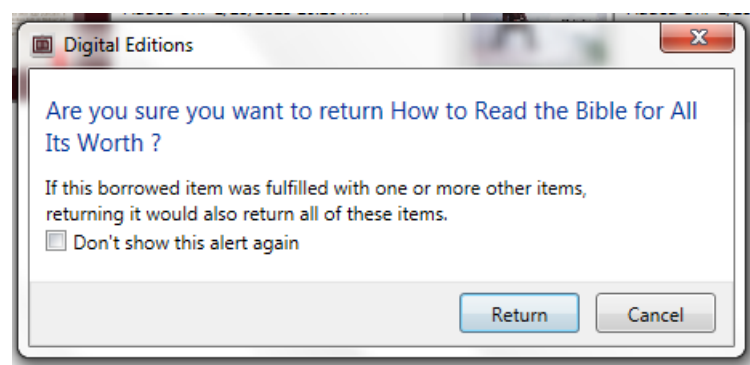 Digital Editions
Are you sure you want to return How to Read the Bible for All
Its Worth ?
If this borrowed item was fulfilled with one or more other items,
returning it would also return all of these items.
Don't show this alert again
Return
Cancel